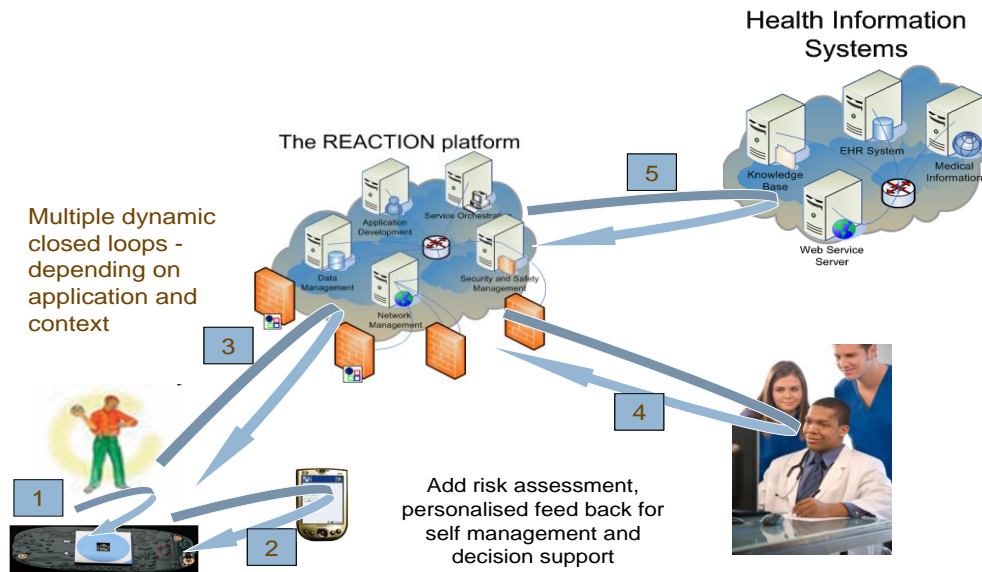 Health Information
Systems
The REACTION platform
EHR System
Knowledge
Base
Medical
Information
Web Service
Server
5
Application
Development
Service Orchestration
Data
Management
Security and Safety
Management
Network
Management
Multiple dynamic
closed loops -
depending on
application and
context
3
4
1
2
Add risk assessment,
personalised feed back for
self management and
decision support